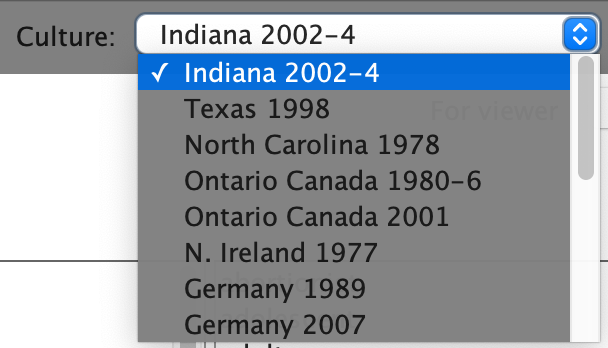 Culture: Indiana 2002-4
✓ Indiana 2002-4
Texas 1998
For viewer
North Carolina 1978
Ontario Canada 1980-6
Ontario Canada 2001
N. Ireland 1977
Germany 1989
Germany 2007